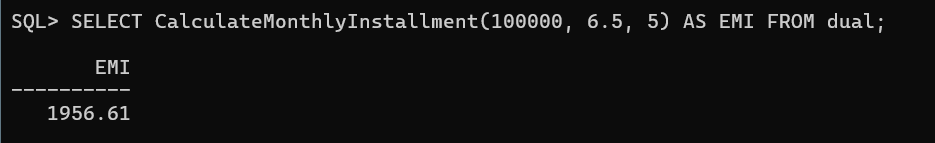 SQL> SELECT CalculateMonthlyInstallment(100000, 6.5, 5) AS EMI FROM dual;
EMI
----------
1956.61